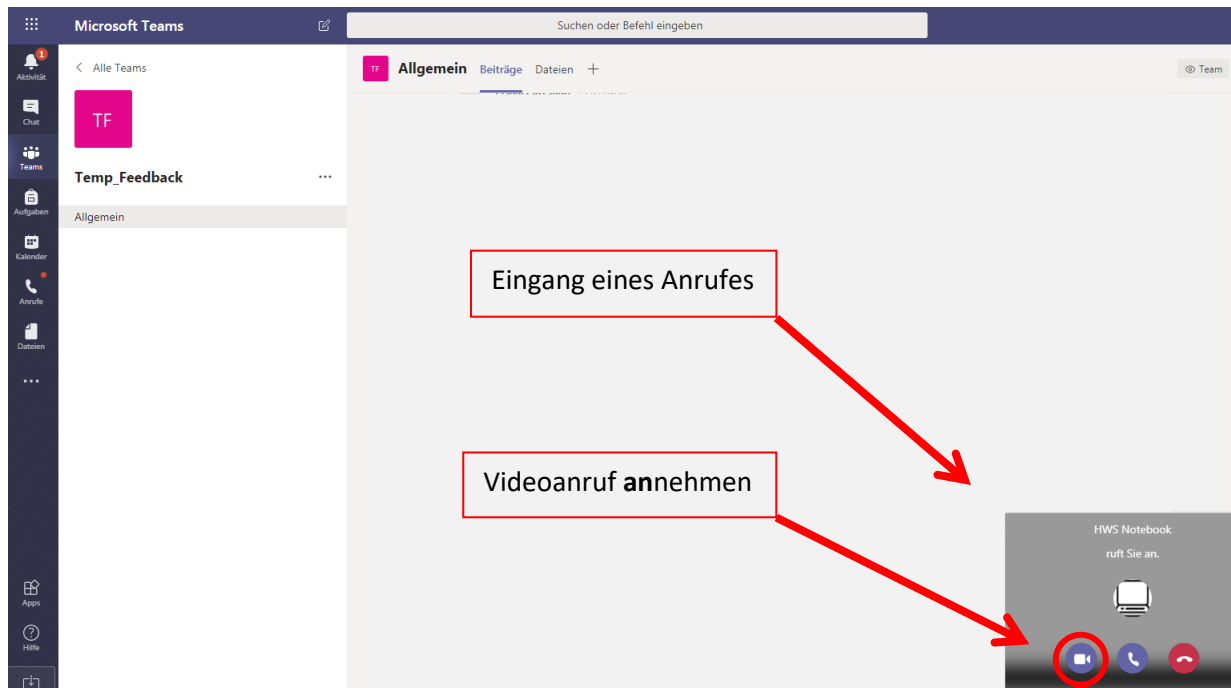 Microsoft Teams
Suchen oder Befehl eingeben
1
Aktivität
Alle Teams
TF
Allgemein Beiträge Dateien
Team
Chat
TF
Teams
Temp_Feedback
Aufgaben
Allgemein
Kalender
Anrufe
Dateien
Eingang eines Anrufes
Videoanruf annehmen
HWS Notebook
ruft Sie an.
Apps
Hilfe